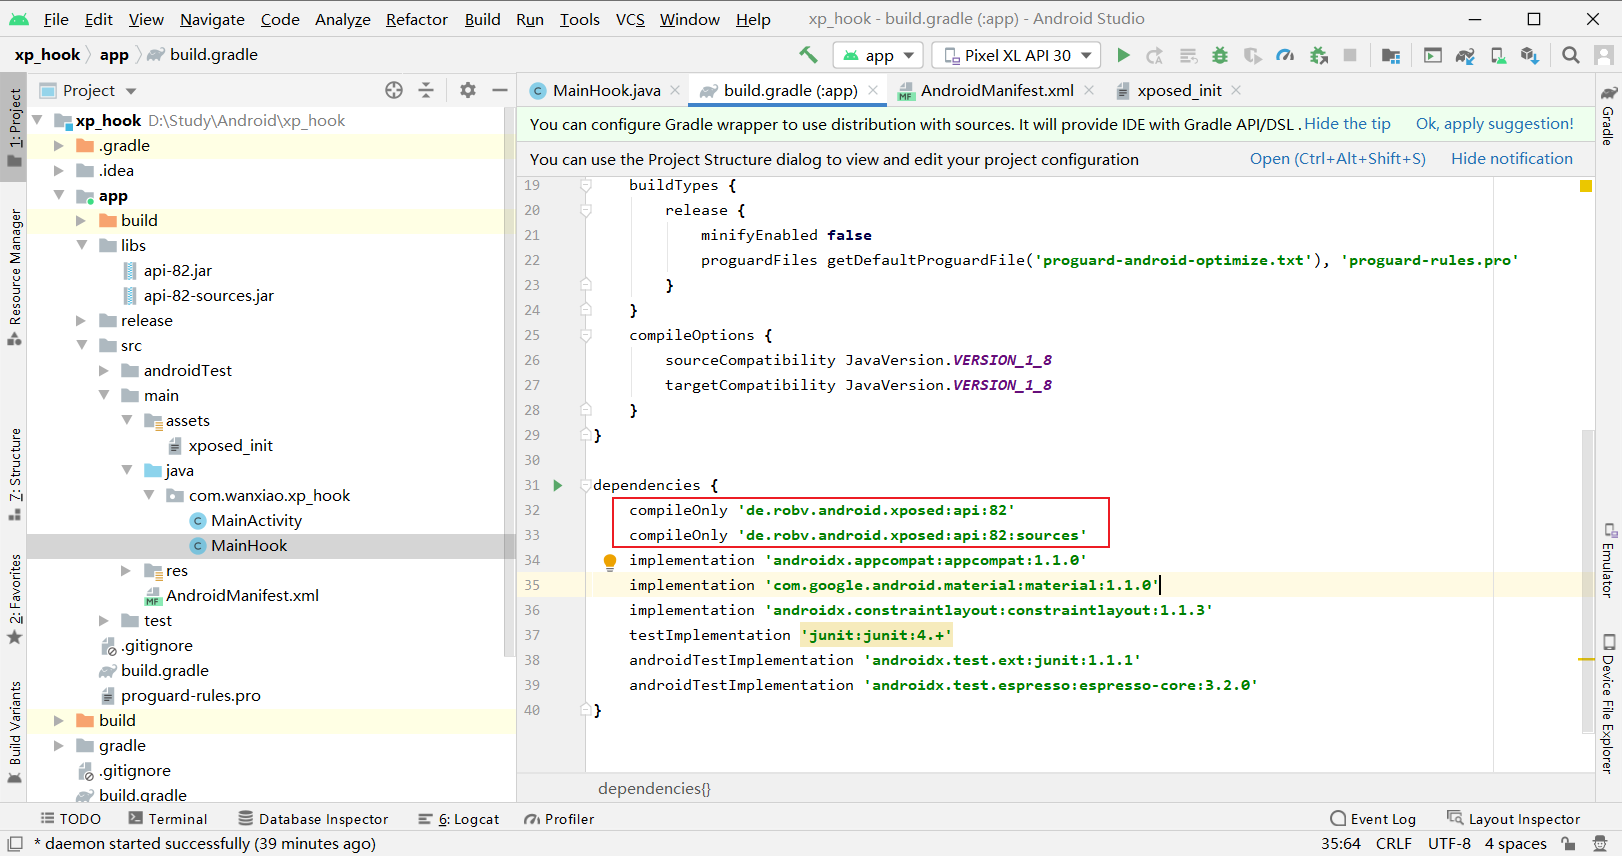 File Edit View Navigate Code Analyze Refactor Build Run Tools VCS Window Help xp_hook - build.gradle (:app) - Android Studio
xp_hook app build.gradle app Pixel XL API 30
Project MainHook.java build.gradle (:app) AndroidManifest.xml xposed_init
You can configure Gradle wrapper to use distribution with sources. It will provide IDE with Gradle API/DSL . Hide the tip Ok, apply suggestion!
You can use the Project Structure dialog to view and edit your project configuration Open (Ctrl+Alt+Shift+S) Hide notification
1: Project
Resource Manager
7: Structure
2: Favorites
Build Variants
xp_hook D:\Study\Android\xp_hook
.gradle
.idea
app
build
libs
api-82.jar
api-82-sources.jar
release
src
androidTest
main
assets
xposed_init
java
com.wanxiao.xp_hook
MainActivity
MainHook
res
AndroidManifest.xml
test
.gitignore
build.gradle
proguard-rules.pro
build
gradle
.gitignore
build.gradle
19 buildTypes {
20 release {
21 minifyEnabled false
22 proguardFiles getDefaultProguardFile('proguard-android-optimize.txt'), 'proguard-rules.pro'
23 }
24 }
25 compileOptions {
26 sourceCompatibility JavaVersion.VERSION_1_8
27 targetCompatibility JavaVersion.VERSION_1_8
28 }
29 }
30
31 dependencies {
32 compileOnly 'de.robv.android.xposed:api:82'
33 compileOnly 'de.robv.android.xposed:api:82:sources'
34 implementation 'androidx.appcompat:appcompat:1.1.0'
35 implementation 'com.google.android.material:material:1.1.0'
36 implementation 'androidx.constraintlayout:constraintlayout:1.1.3'
37 testImplementation 'junit:junit:4.+'
38 androidTestImplementation 'androidx.test.ext:junit:1.1.1'
39 androidTestImplementation 'androidx.test.espresso:espresso-core:3.2.0'
40 }
dependencies{}
Gradle
Emulator
Device File Explorer
TODO Terminal Database Inspector 6: Logcat Profiler Event Log Layout Inspector
* daemon started successfully (39 minutes ago) 35:64 CRLF UTF-8 4 spaces